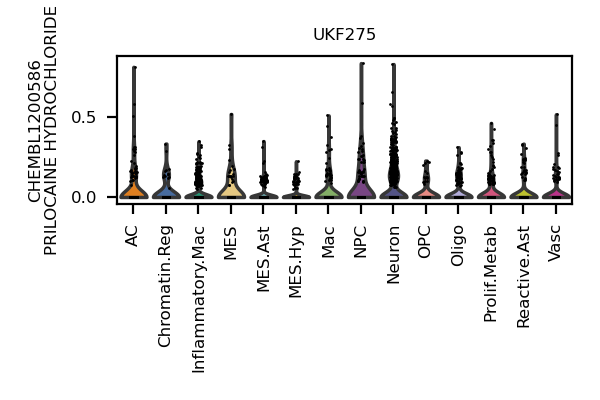 UKF275
CHEMBL1200586
PRILOCAINE HYDROCHLORIDE
0.5
0.0
AC
Chromatin.Reg
Inflammatory.Mac
MES
MES.Ast
MES.Hyp
Mac
NPC
Neuron
OPC
Oligo
Prolif.Metab
Reactive.Ast
Vasc